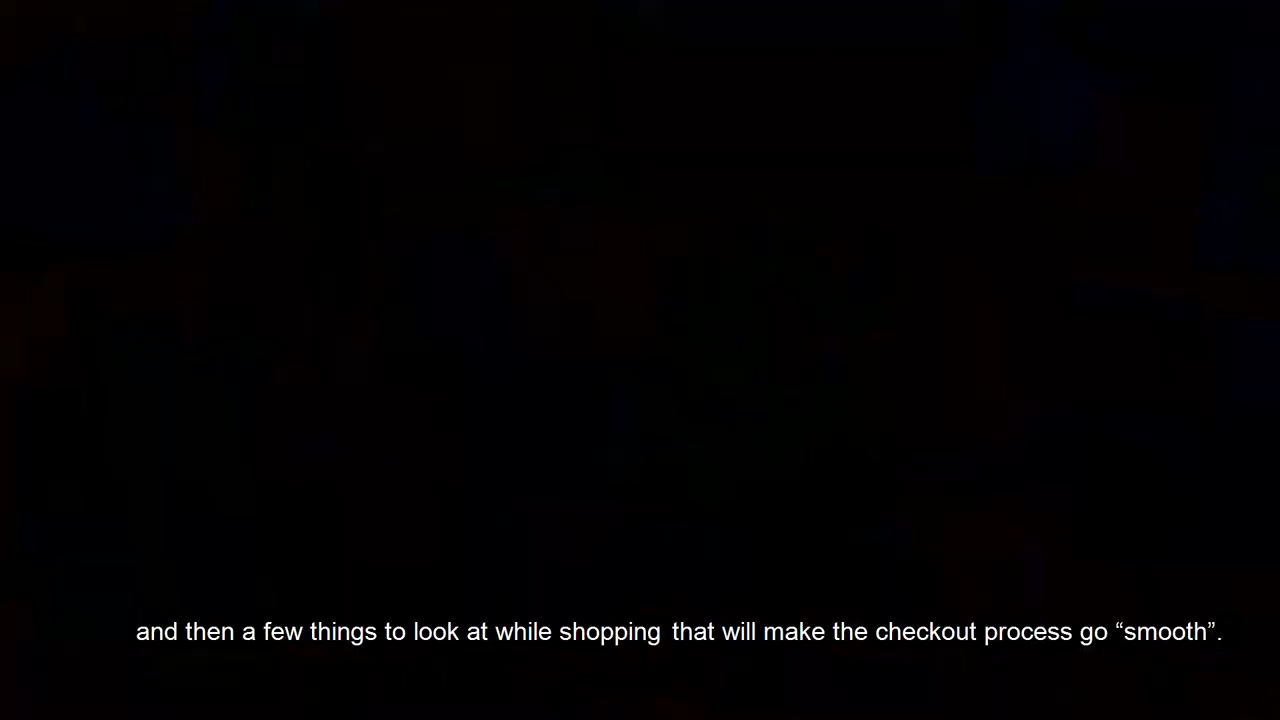 and then a few things to look at while shopping that will make the checkout process go “smooth”.